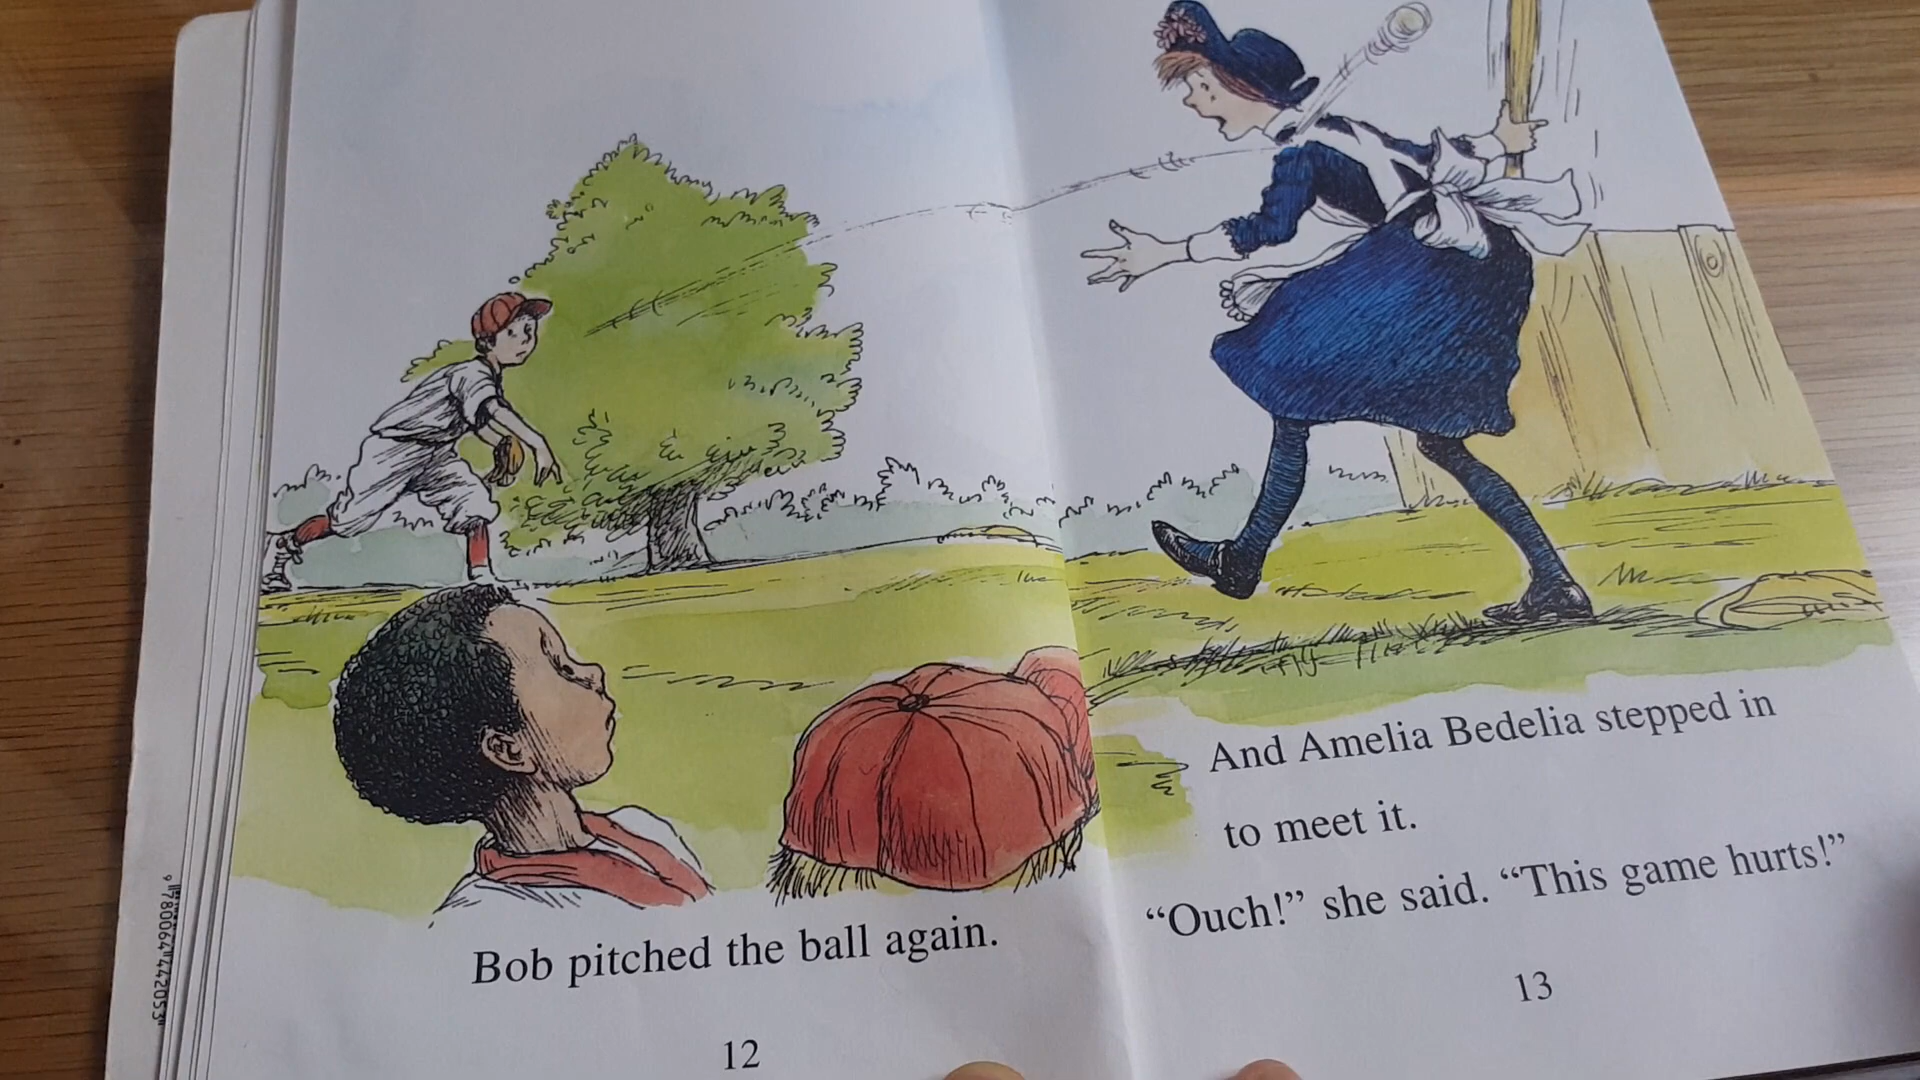 Bob pitched the ball again.
12
And Amelia Bedelia stepped in
to meet it.
“Ouch!” she said. “This game hurts!”
13